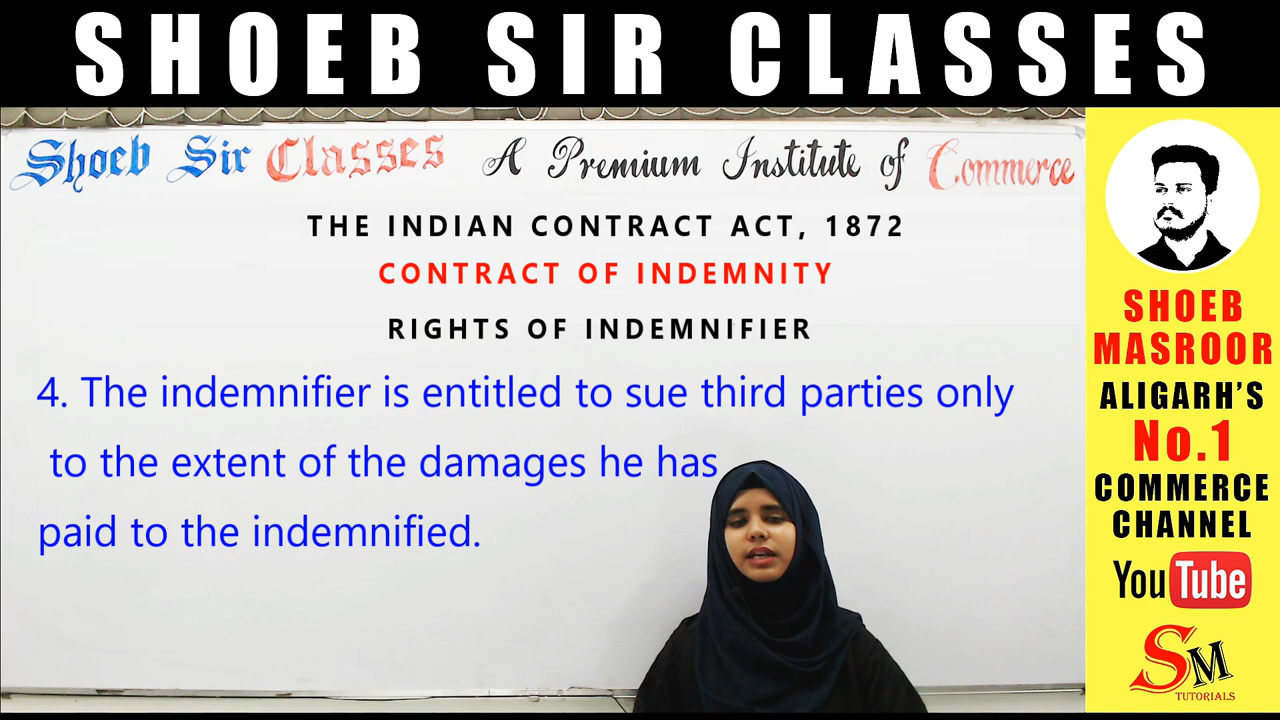 SHOEB SIR CLASSES
Shoeb Sir Classes A Premium Institute of Commerce
THE INDIAN CONTRACT ACT, 1872
CONTRACT OF INDEMNITY
RIGHTS OF INDEMNIFIER
4. The indemnifier is entitled to sue third parties only
to the extent of the damages he has
paid to the indemnified.
SHOEB
MASROOR
ALIGARH'S
No.1
COMMERCE
CHANNEL
YouTube
SM
TUTORIALS